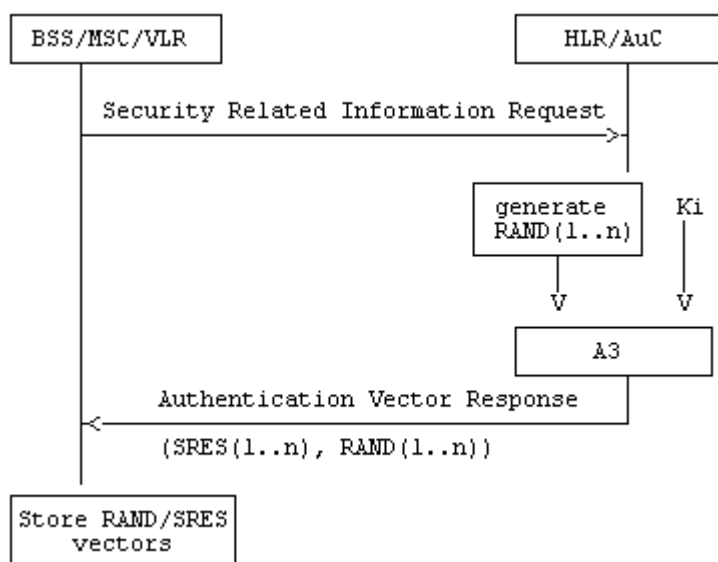 BSS/MSC/VLR
HLR/AuC
Security Related Information Request
generate
RAND(1..n)
Ki
V
V
A3
Authentication Vector Response
(SRES(1..n), RAND(1..n))
Store RAND/SRES
vectors